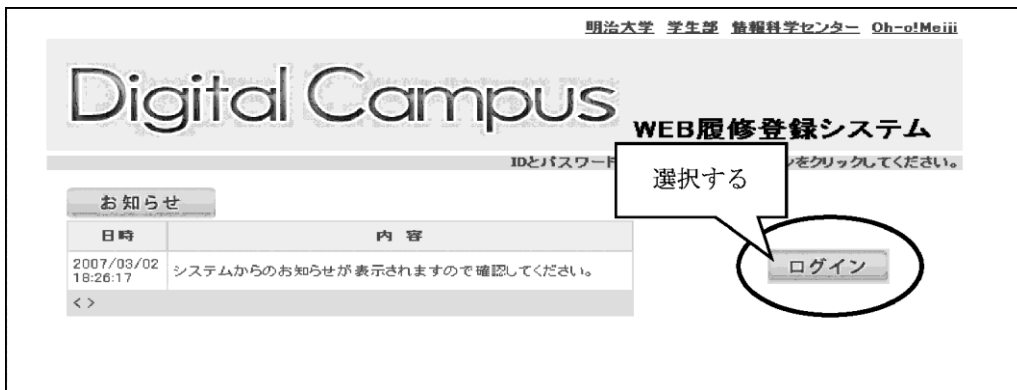 明治大学 学生部 情報科学センター Oh-o!Meiji
Digital Campus
WEB履修登録システム
IDとパスワード
をクリックしてください。
選択する
お知らせ
日時 内容
2007/03/02
18:26:17
システムからのお知らせが表示されますので確認してください。
< >
ログイン